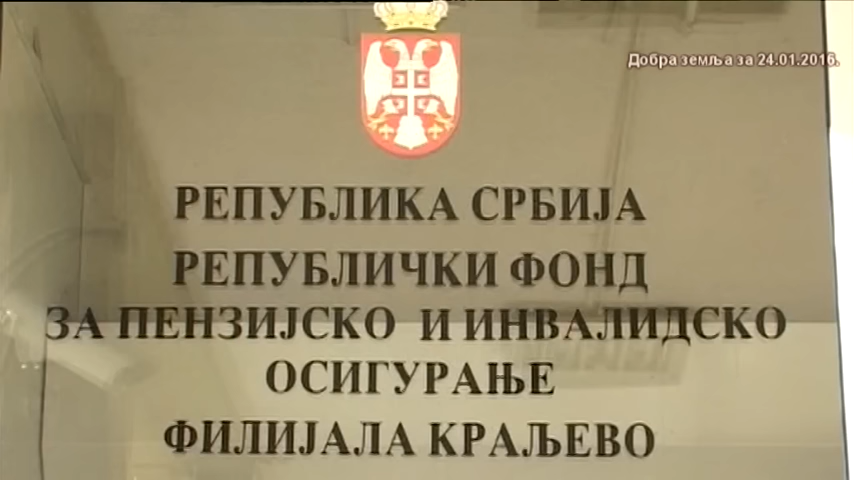 Добра земља за 24.01.2016.
РЕПУБЛИКА СРБИЈА
РЕПУБЛИЧКИ ФОНД
ЗА ПЕНЗИЈСКО И ИНВАЛИДСКО
ОСИГУРАЊЕ
ФИЛИЈАЛА КРАЉЕВО